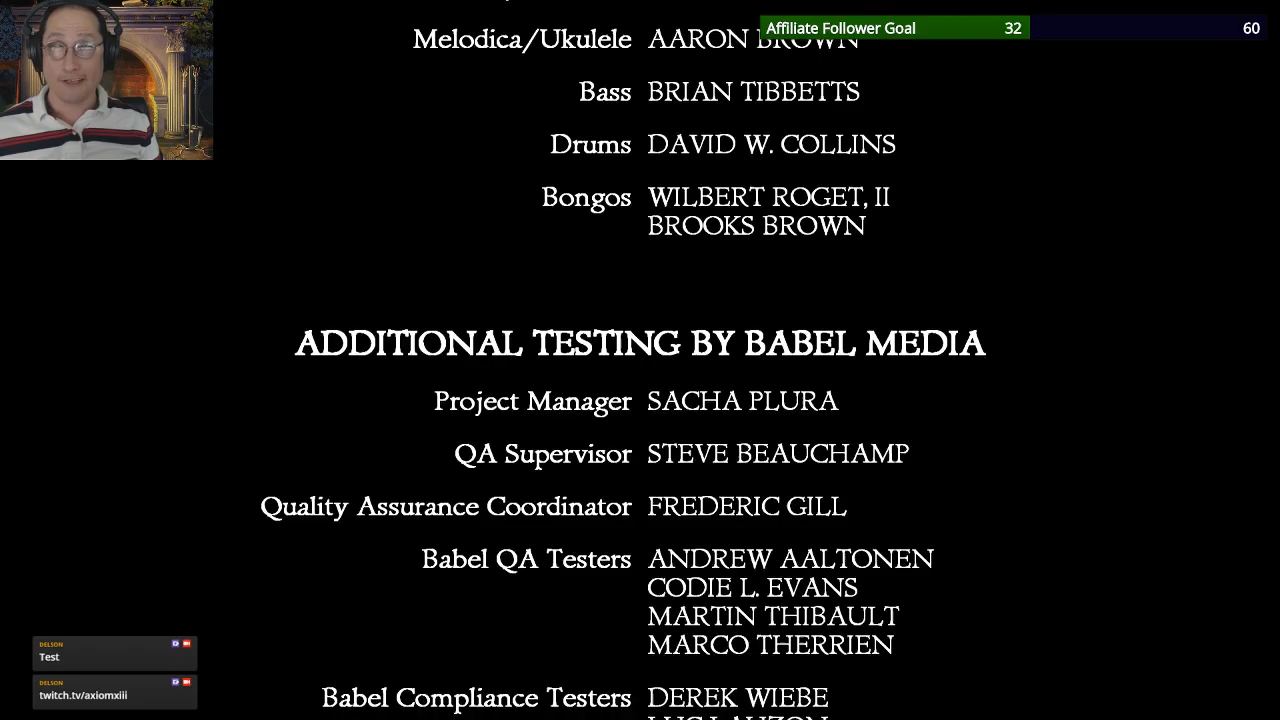 Affiliate Follower Goal 32 60
Melodica/Ukulele AARON BROWN
Bass BRIAN TIBBETTS
Drums DAVID W. COLLINS
Bongos WILBERT ROGET, II
BROOKS BROWN
ADDITIONAL TESTING BY BABEL MEDIA
Project Manager SACHA PLURA
QA Supervisor STEVE BEAUCHAMP
Quality Assurance Coordinator FREDERIC GILL
Babel QA Testers ANDREW AALTONEN
CODIE L. EVANS
MARTIN THIBAULT
MARCO THERRIEN
Babel Compliance Testers DEREK WIEBE
DELSON
Test
DELSON
twitch.tv/axiomxiii